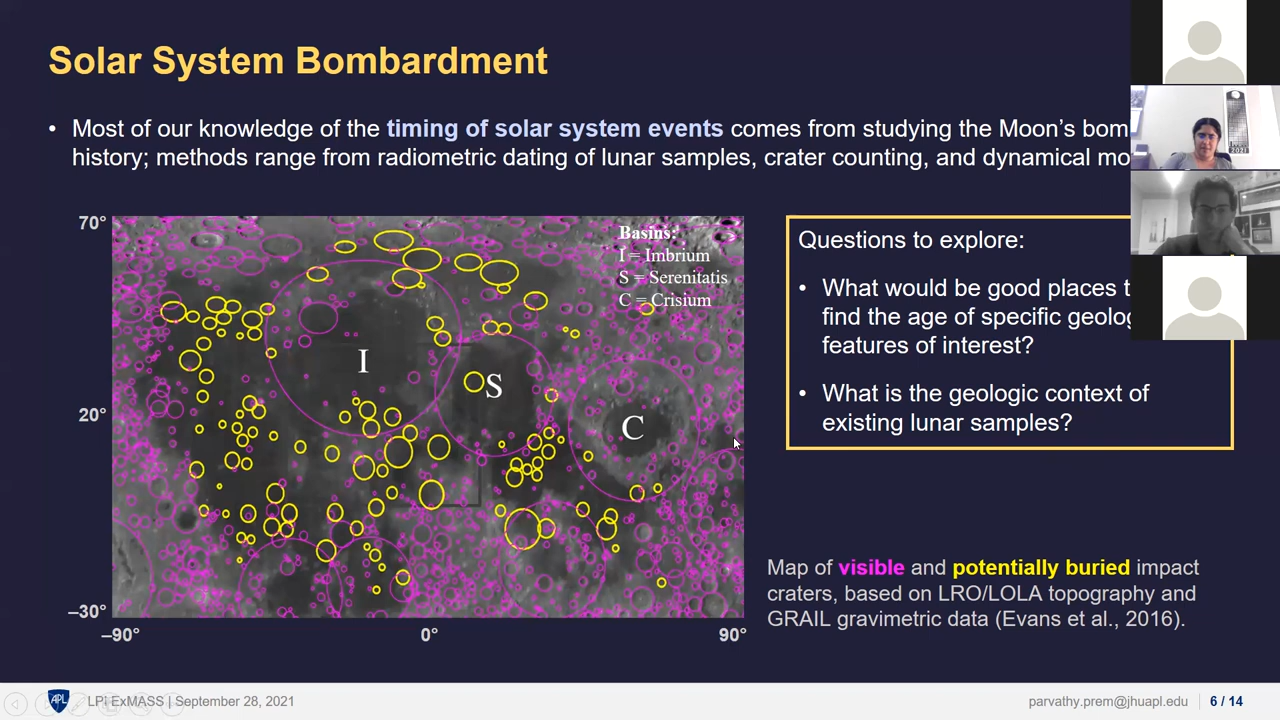 Solar System Bombardment
• Most of our knowledge of the timing of solar system events comes from studying the Moon's bom
history; methods range from radiometric dating of lunar samples, crater counting, and dynamical mo
70°
20°
–30°
–90°
0°
90°
Basins:
I = Imbrium
S = Serenitatis
C = Crisium
I
S
C
Questions to explore:
• What would be good places t
find the age of specific geolog
features of interest?
• What is the geologic context of
existing lunar samples?
Map of visible and potentially buried impact
craters, based on LRO/LOLA topography and
GRAIL gravimetric data (Evans et al., 2016).
2021
APL
LPI ExMASS | September 28, 2021
parvathy.prem@jhuapl.edu
6 / 14